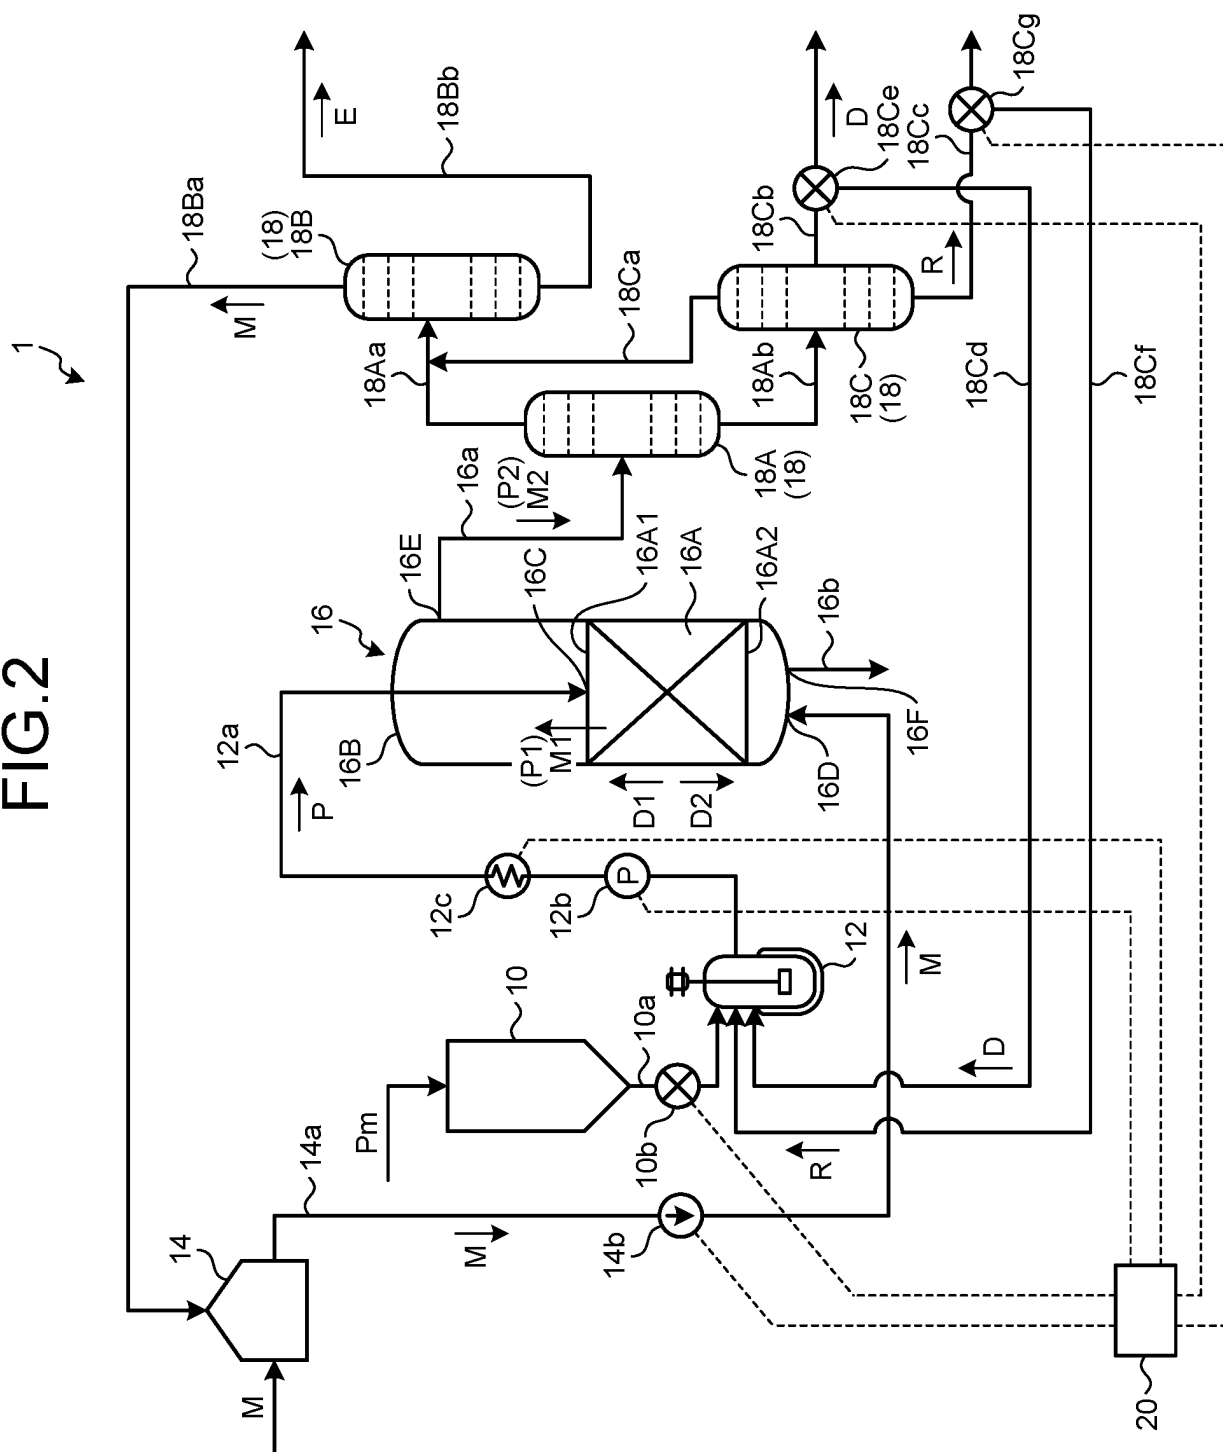 FIG.2
1
M
14
14a
M
14b
Pm
10
10a
10b
R
D
M
12
12b
12c
12a
P
16
16B
(P1)
M1
D1
D2
16D
16F
16b
16E
16C
16A1
16A
16A2
16a
(P2)
M2
18A
(18)
18Aa
18Ab
18Ba
M
(18)
18B
18Bb
E
18Ca
18C
(18)
18Cb
18Cc
18Cd
18Ce
18Cf
18Cg
D
R
P
20